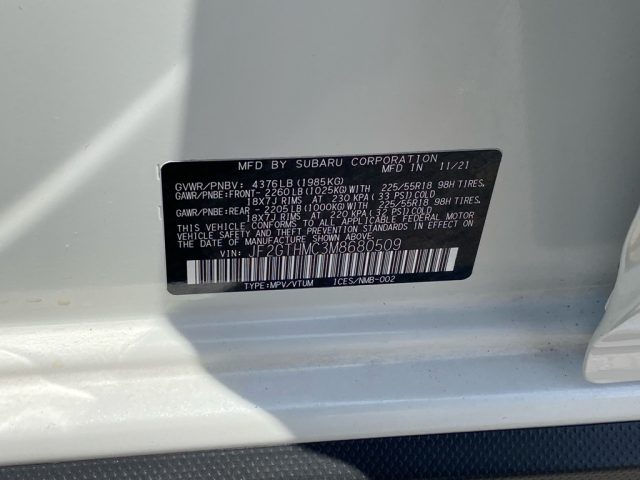 MFD BY SUBARU CORPORATION MFD IN 11/21
GVWR/PNBV: 4376LB(1985KG)
GAWR/PNBE:FRONT-2260LB(1025KG) WITH 225/55R18 98H TIRES,
18X7J RIMS AT 230 KPA(33 PSI)COLD
GAWR/PNBE:REAR -2205LB(1000KG) WITH 225/55R18 98H TIRES,
18X7J RIMS AT 220 KPA(32 PSI)COLD
THIS VEHICLE CONFORMS TO ALL APPLICABLE FEDERAL MOTOR
VEHICLE SAFETY AND THEFT PREVENTION STANDARDS IN EFFECT ON
THE DATE OF MANUFACTURE SHOWN ABOVE.
VIN: JF2GTHMC3M8680509
TYPE:MPV/VTUM ICES/NMB-002